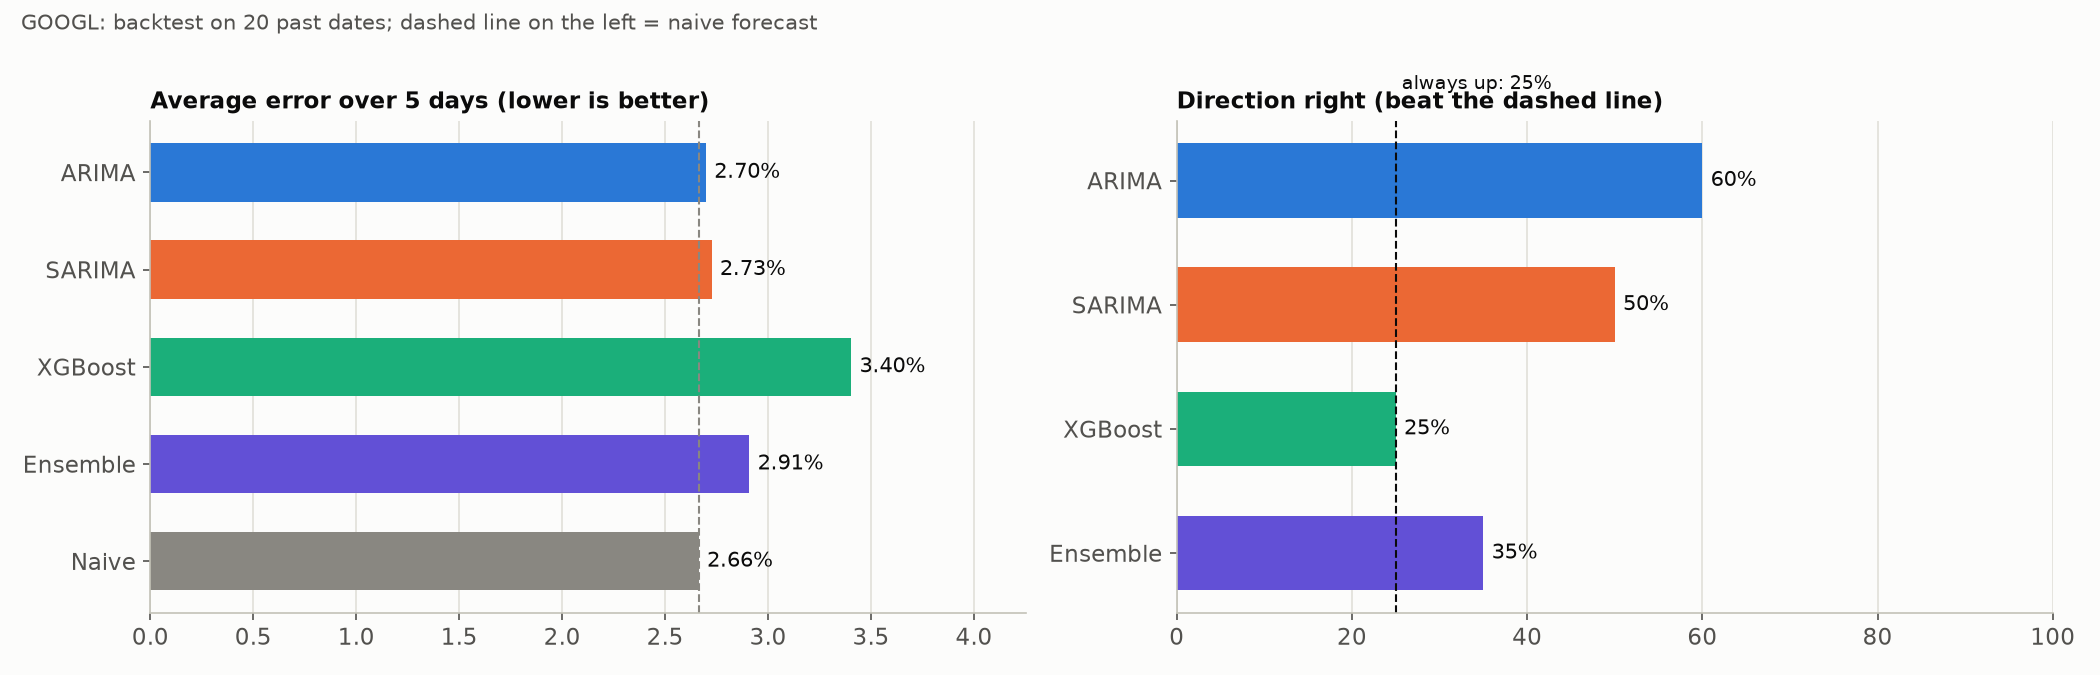 GOOGL: backtest on 20 past dates; dashed line on the left = naive forecast
Average error over 5 days (lower is better)
ARIMA
2.70%
SARIMA
2.73%
XGBoost
3.40%
Ensemble
2.91%
Naive
2.66%
0.0 0.5 1.0 1.5 2.0 2.5 3.0 3.5 4.0
always up: 25%
Direction right (beat the dashed line)
ARIMA
60%
SARIMA
50%
XGBoost
25%
Ensemble
35%
0 20 40 60 80 100